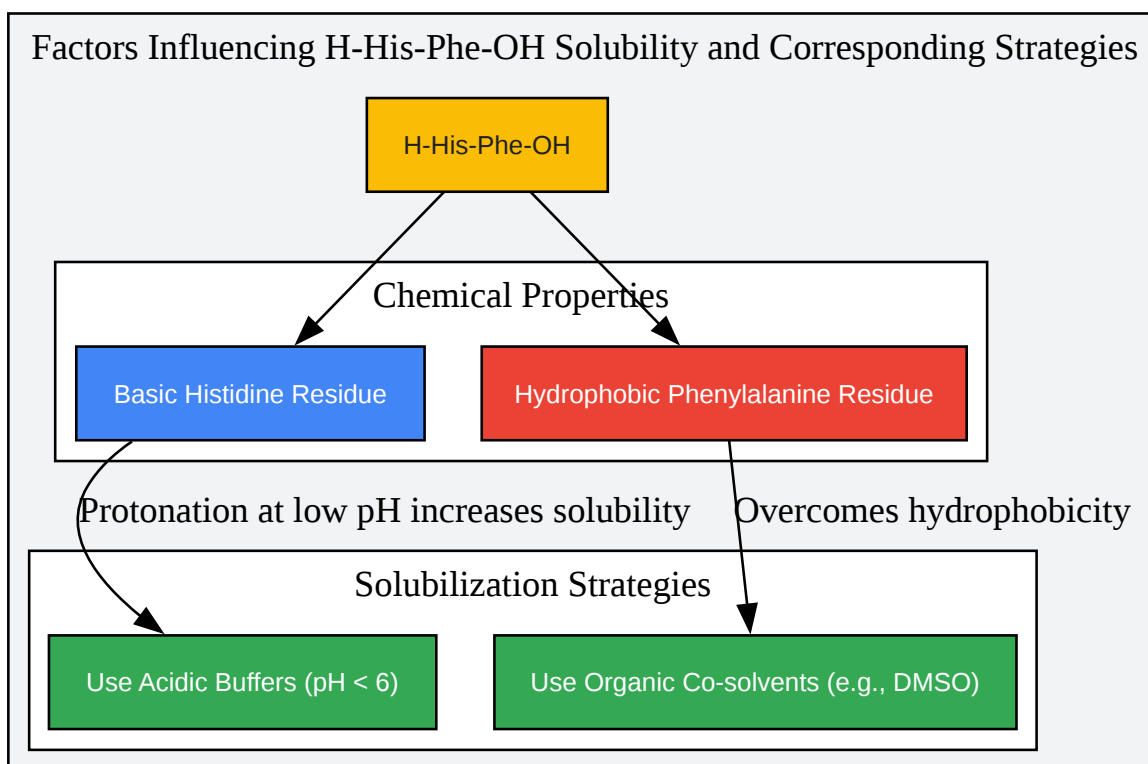 Factors Influencing H-His-Phe-OH Solubility and Corresponding Strategies
H-His-Phe-OH
Chemical Properties
Basic Histidine Residue
Hydrophobic Phenylalanine Residue
Protonation at low pH increases solubility
Overcomes hydrophobicity
Solubilization Strategies
Use Acidic Buffers (pH < 6)
Use Organic Co-solvents (e.g., DMSO)